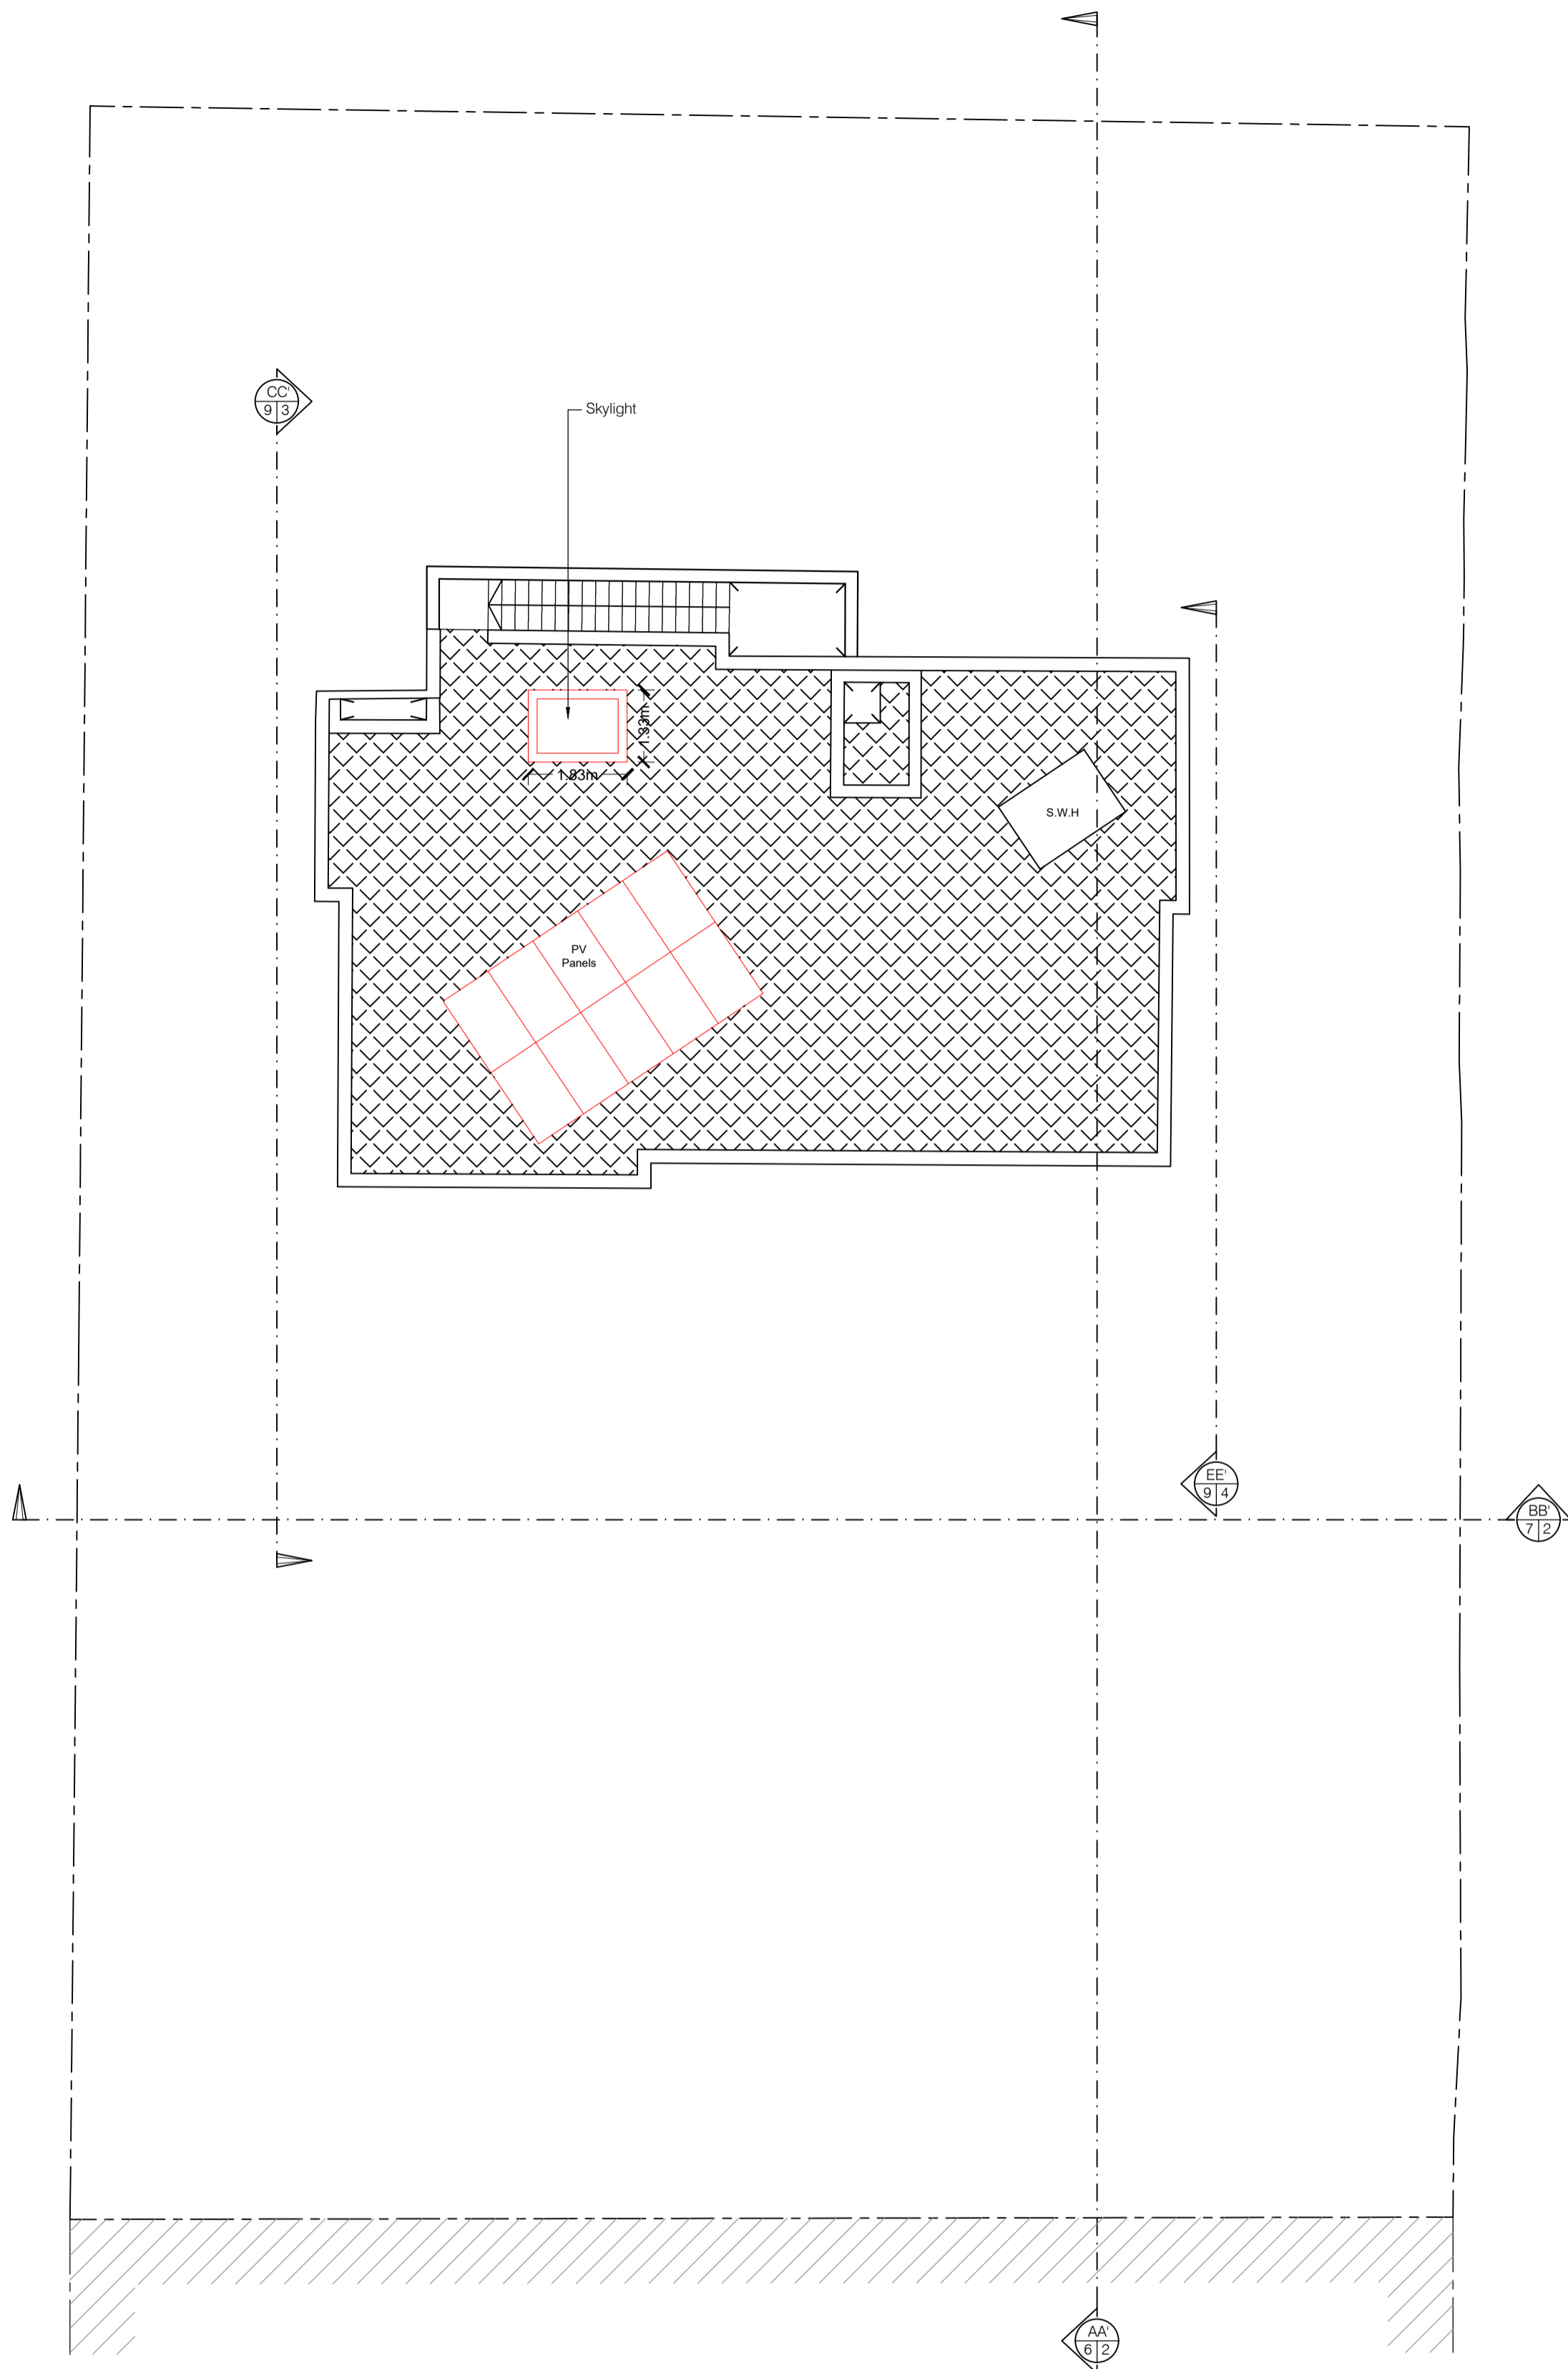 CC'
9 3
Skylight
1.33m
1.83m
S.W.H
PV
Panels
EE'
9 4
BB'
7 2
AA'
6 2